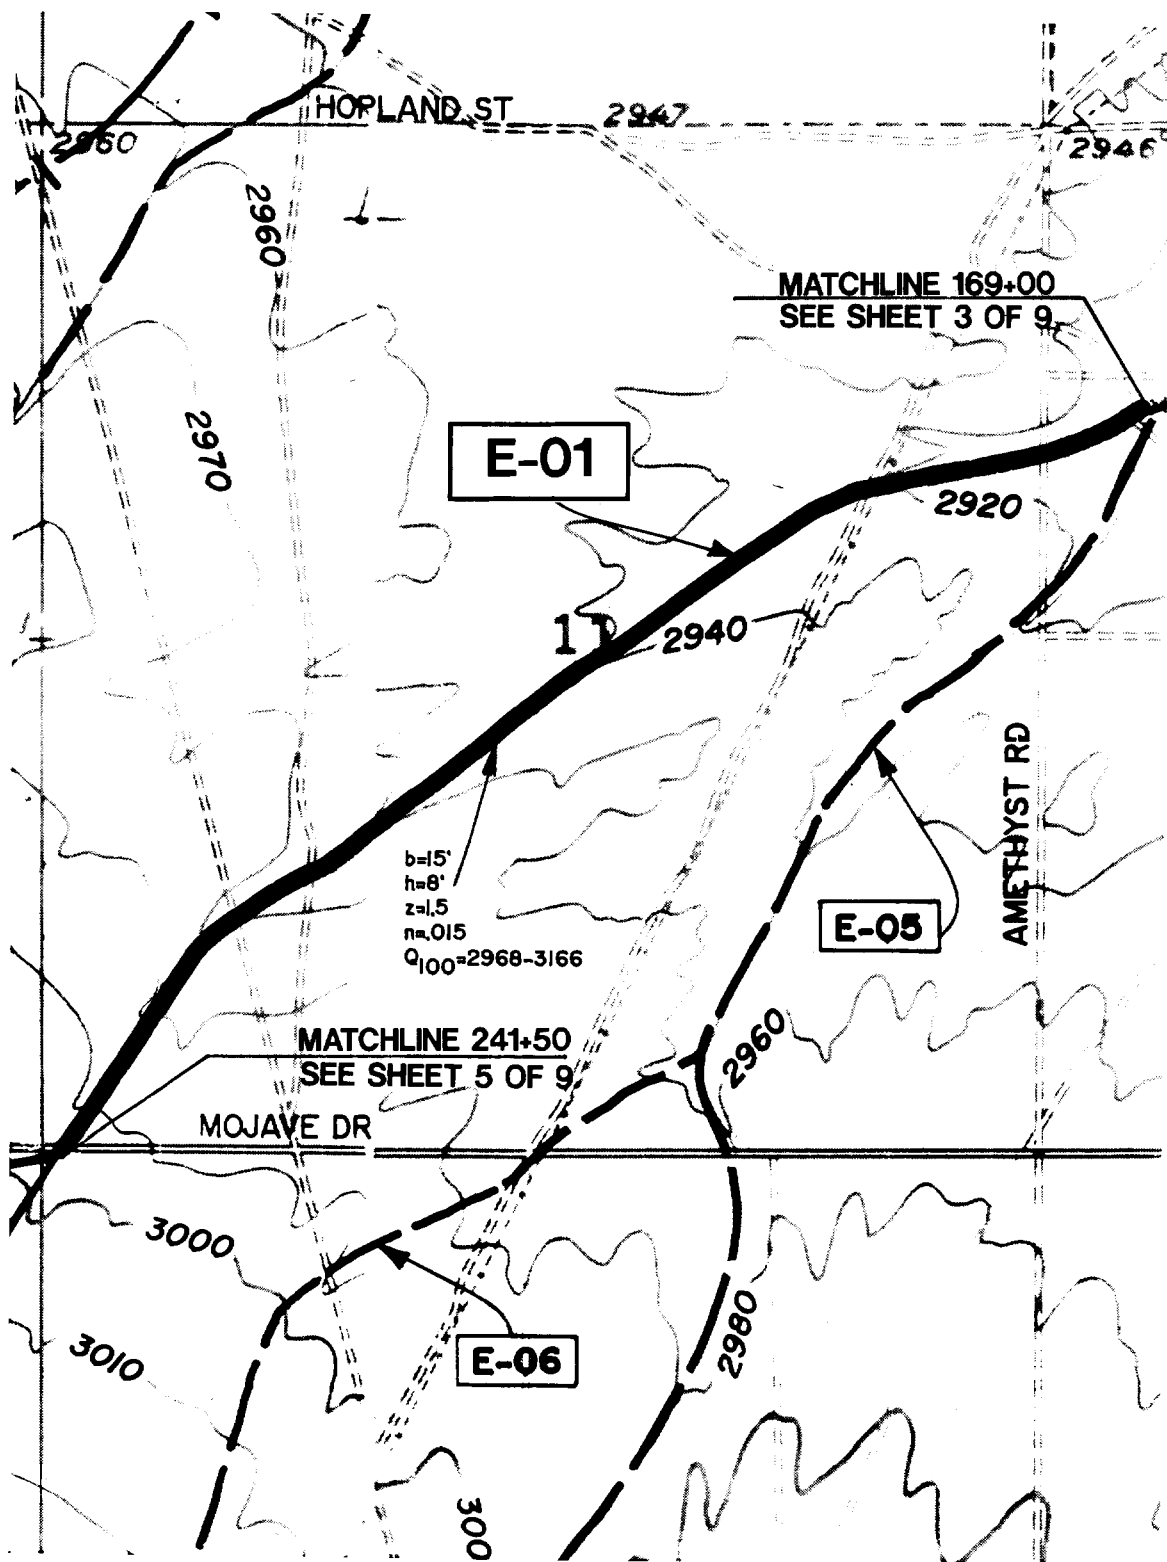 HOPLAND ST
2947
2960
2946
2960
MATCHLINE 169+00
SEE SHEET 3 OF 9
2970
E-01
2920
11
2940
AMETHYST RD
b=15'
h=8'
z=1.5
n=.015
Q100=2968-3166
E-05
2960
MATCHLINE 241+50
SEE SHEET 5 OF 9
MOJAVE DR
3000
2980
3010
E-06
300